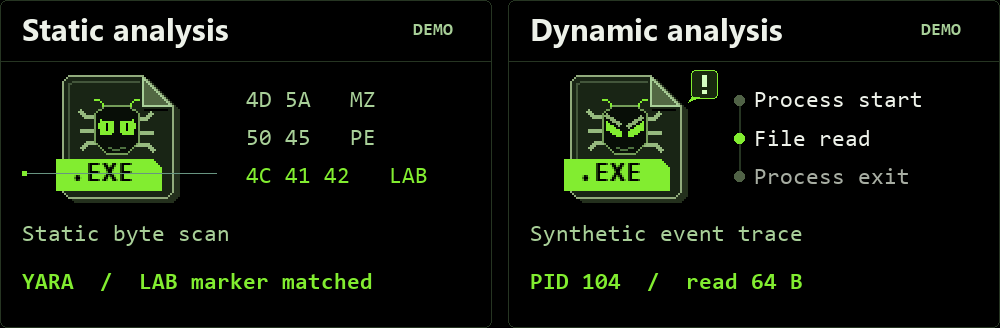 Static analysis
DEMO
4D 5A MZ
50 45 PE
4C 41 42 LAB
.EXE
Static byte scan
YARA / LAB marker matched
Dynamic analysis
DEMO
!
Process start
File read
Process exit
.EXE
Synthetic event trace
PID 104 / read 64 B